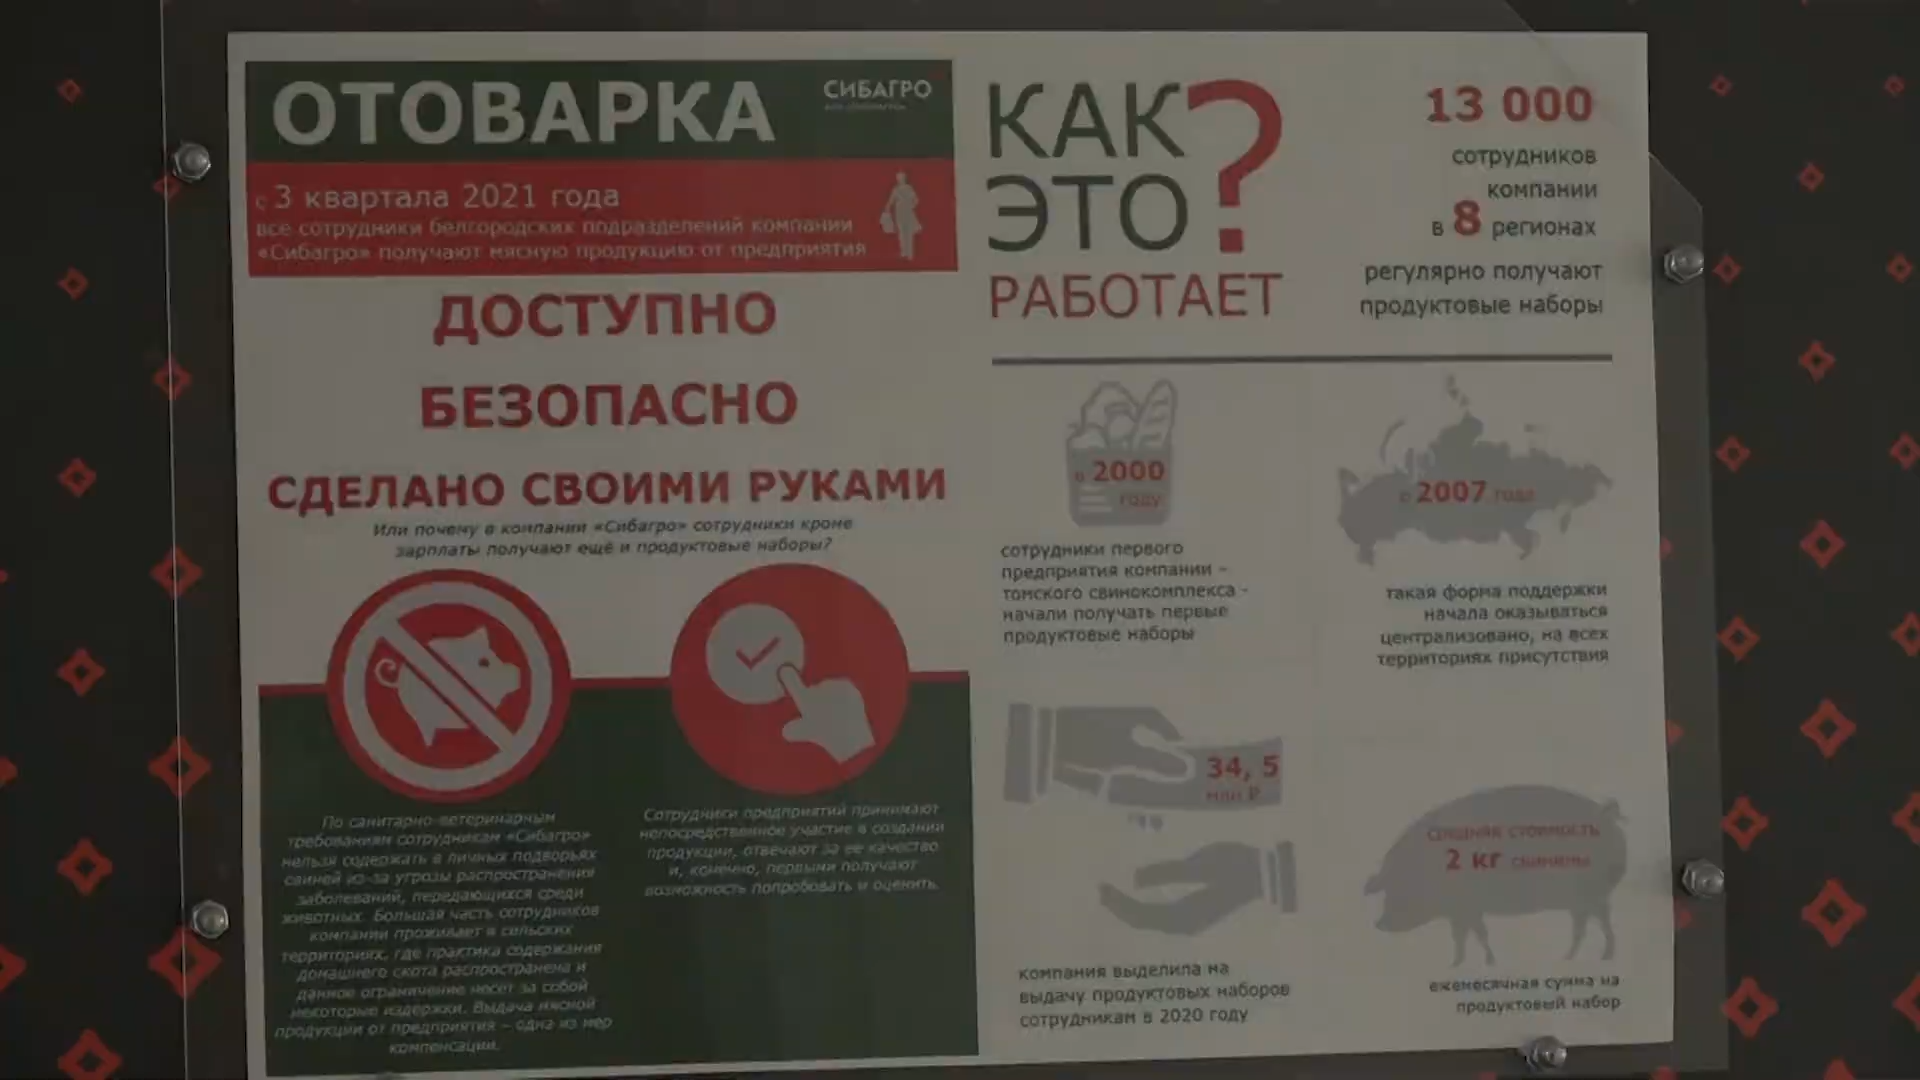 ОТОВАРКА
СИБАГРО
с 3 квартала 2021 года
все сотрудники белгородских подразделений компании
«Сибагро» получают мясную продукцию от предприятия
ДОСТУПНО
БЕЗОПАСНО
СДЕЛАНО СВОИМИ РУКАМИ
Или почему в компании «Сибагро» сотрудники кроме
зарплаты получают ещё и продуктовые наборы?
По санитарно-ветеринарным
требованиям сотрудникам «Сибагро»
нельзя содержать в личных подворьях
свиней из-за угрозы распространения
заболеваний, передающихся среди
животных. Большая часть сотрудников
компании проживает в сельских
территориях, где практика содержания
домашнего скота распространена и
данное ограничение несет за собой
некоторые издержки. Выдача мясной
продукции от предприятия – одна из мер
компенсации.
Сотрудники предприятий принимают
непосредственное участие в создании
продукции, отвечают за ее качество
и, конечно, первыми получают
возможность попробовать и оценить.
КАК
ЭТО?
РАБОТАЕТ
13 000
сотрудников
компании
в 8 регионах
регулярно получают
продуктовые наборы
в 2000
году
сотрудники первого
предприятия компании –
томского свинокомплекса -
начали получать первые
продуктовые наборы
с 2007 года
такая форма поддержки
начала оказываться
централизовано, на всех
территориях присутствия
34, 5
млн ₽
компания выделила на
выдачу продуктовых наборов
сотрудникам в 2020 году
средняя стоимость
2 кг свинины
ежемесячная сумма на
продуктовый набор